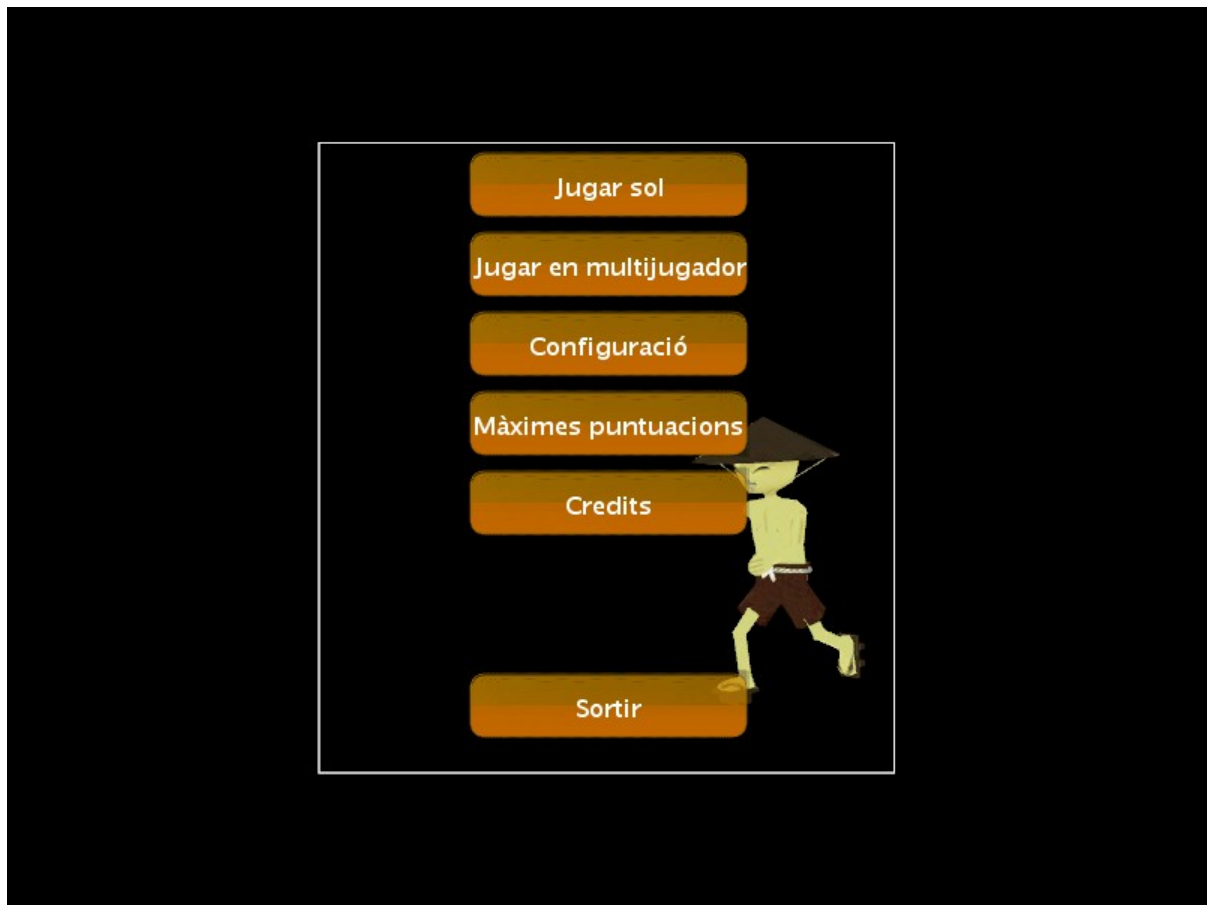 Jugar sol
Jugar en multijugador
Configuració
Màximes puntuacions
Credits
Sortir